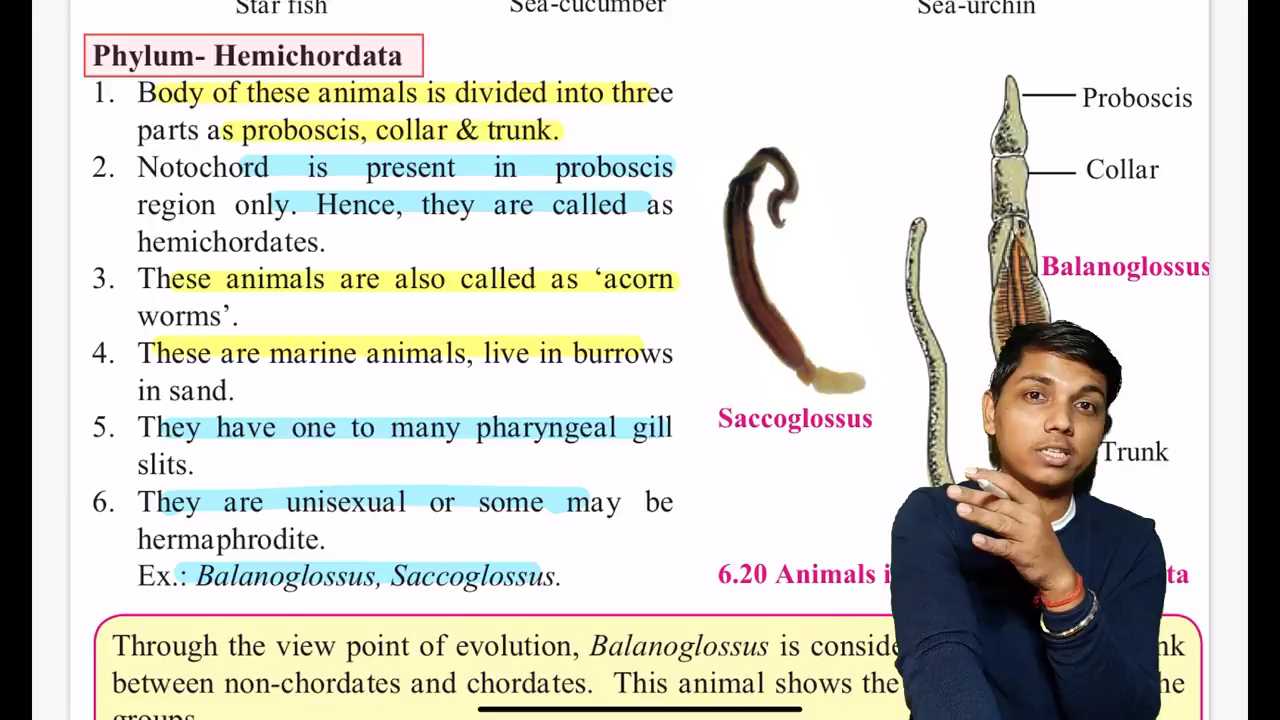 Star fish
Sea-cucumber
Sea-urchin
Phylum- Hemichordata
1. Body of these animals is divided into three
parts as proboscis, collar & trunk.
2. Notochord is present in proboscis
region only. Hence, they are called as
hemichordates.
3. These animals are also called as ‘acorn
worms’.
4. These are marine animals, live in burrows
in sand.
5. They have one to many pharyngeal gill
slits.
6. They are unisexual or some may be
hermaphrodite.
Ex.: Balanoglossus, Saccoglossus.
Proboscis
Collar
Balanoglossus
Saccoglossus
Trunk
6.20 Animals i
Through the view point of evolution, Balanoglossus is conside
between non-chordates and chordates. This animal shows the
groups.